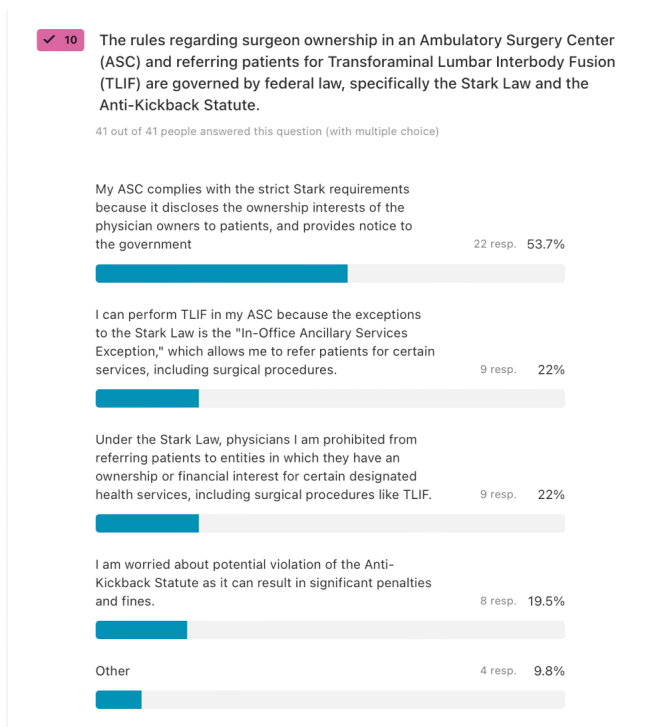 10
The rules regarding surgeon ownership in an Ambulatory Surgery Center
(ASC) and referring patients for Transforaminal Lumbar Interbody Fusion
(TLIF) are governed by federal law, specifically the Stark Law and the
Anti-Kickback Statute.
41 out of 41 people answered this question (with multiple choice)
My ASC complies with the strict Stark requirements
because it discloses the ownership interests of the
physician owners to patients, and provides notice to
the government
22 resp. 53.7%
I can perform TLIF in my ASC because the exceptions
to the Stark Law is the "In-Office Ancillary Services
Exception," which allows me to refer patients for certain
services, including surgical procedures.
9 resp. 22%
Under the Stark Law, physicians I am prohibited from
referring patients to entities in which they have an
ownership or financial interest for certain designated
health services, including surgical procedures like TLIF.
9 resp. 22%
I am worried about potential violation of the Anti-
Kickback Statute as it can result in significant penalties
and fines.
8 resp. 19.5%
Other
4 resp. 9.8%